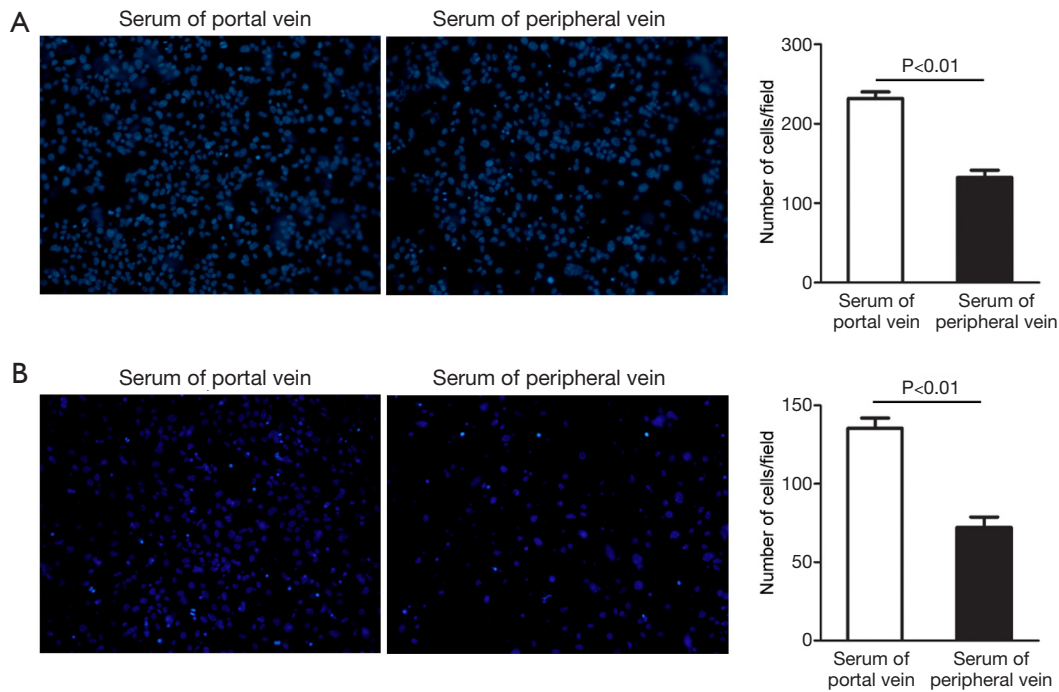 A
Serum of portal vein
Serum of peripheral vein
300
200
100
0
Number of cells/field
P<0.01
Serum of
portal vein
Serum of
peripheral vein
B
Serum of portal vein
Serum of peripheral vein
150
100
50
0
Number of cells/field
P<0.01
Serum of
portal vein
Serum of
peripheral vein